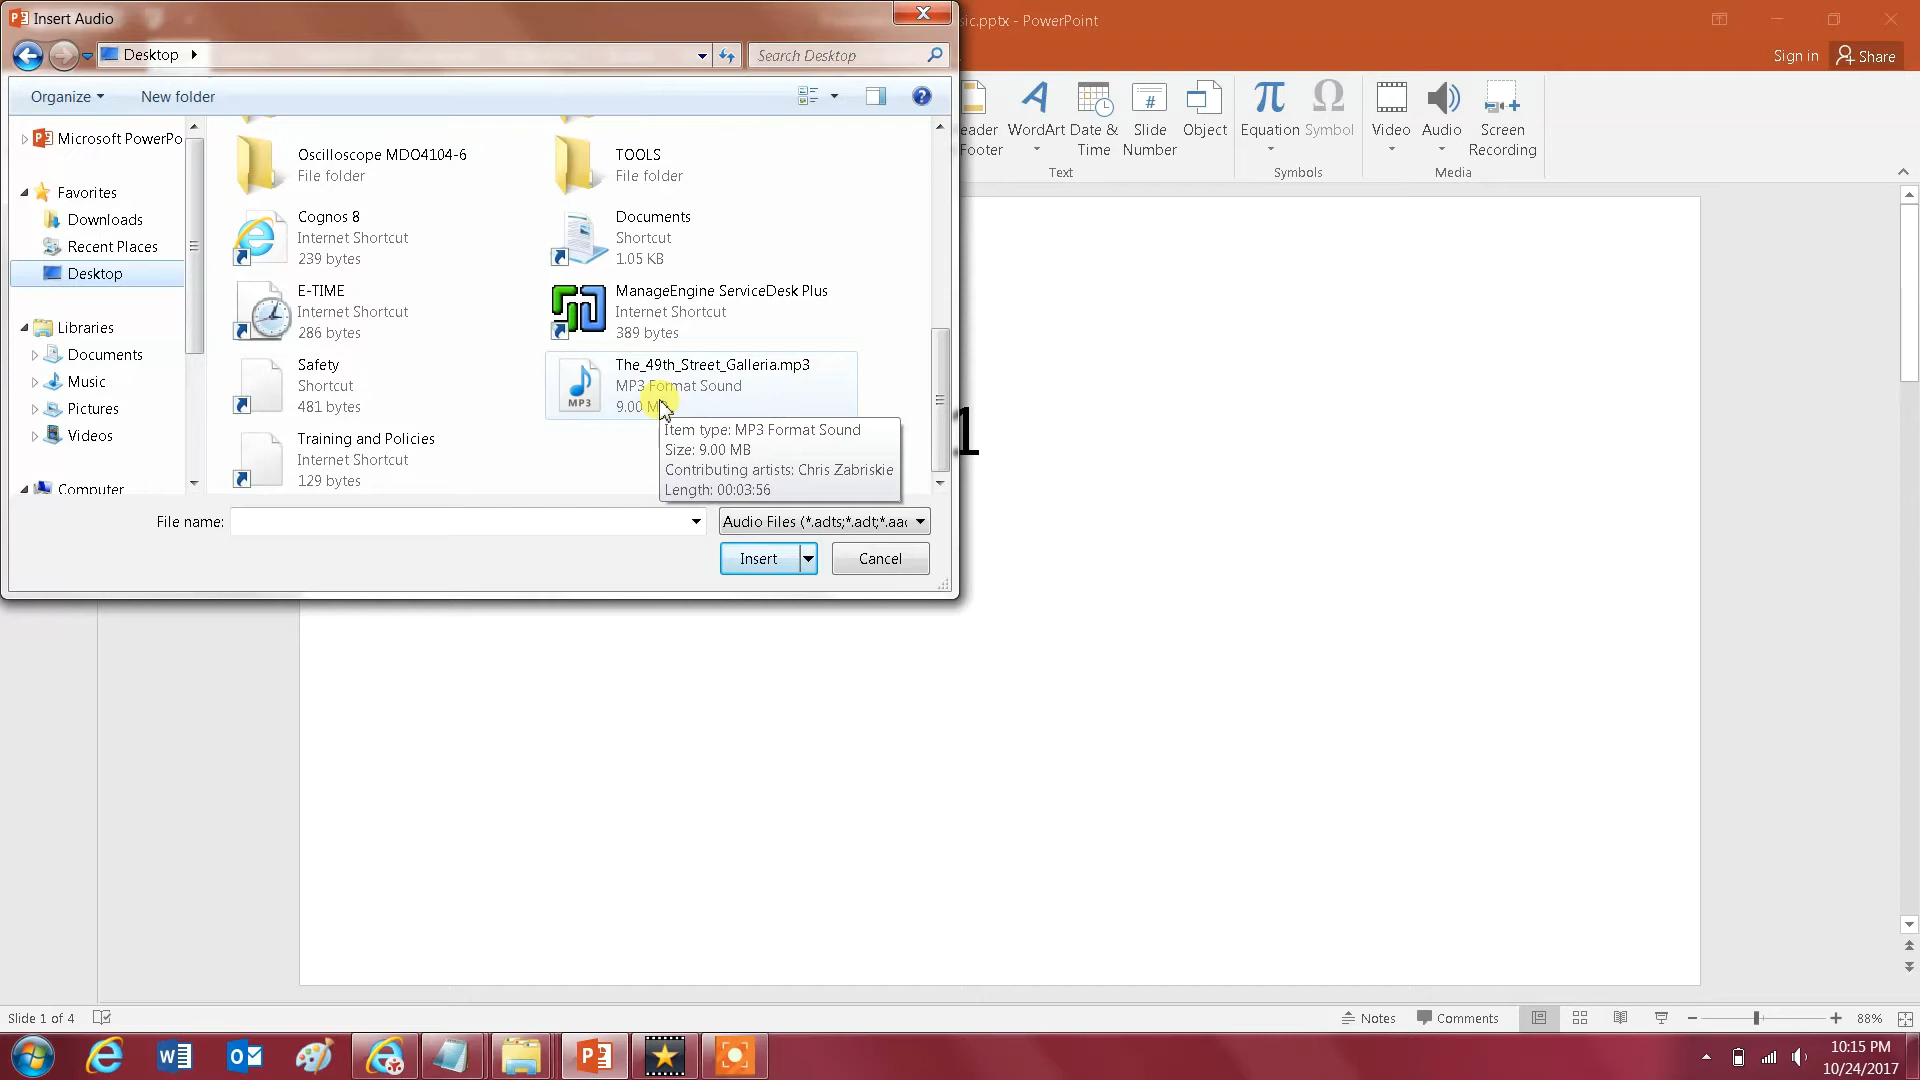 Insert Audio
sic.pptx - PowerPoint
Desktop
Search Desktop
Sign in
Share
Organize
New folder
Microsoft PowerPo
Favorites
Downloads
Recent Places
Desktop
Libraries
Documents
Music
Pictures
Videos
Computer
Oscilloscope MDO4104-6
File folder
TOOLS
File folder
Cognos 8
Internet Shortcut
239 bytes
Documents
Shortcut
1.05 KB
E-TIME
Internet Shortcut
286 bytes
ManageEngine ServiceDesk Plus
Internet Shortcut
389 bytes
Safety
Shortcut
481 bytes
MP3
The_49th_Street_Galleria.mp3
MP3 Format Sound
9.00 M
Training and Policies
Internet Shortcut
129 bytes
Item type: MP3 Format Sound
Size: 9.00 MB
Contributing artists: Chris Zabriskie
Length: 00:03:56
File name:
Audio Files (*.adts;*.adt;*.aac
Insert
Cancel
eader
Footer
WordArt
Date &
Time
Slide
Number
Object
Equation
Symbol
Video
Audio
Screen
Recording
Text
Symbols
Media
1
Slide 1 of 4
Notes
Comments
88%
10:15 PM
10/24/2017